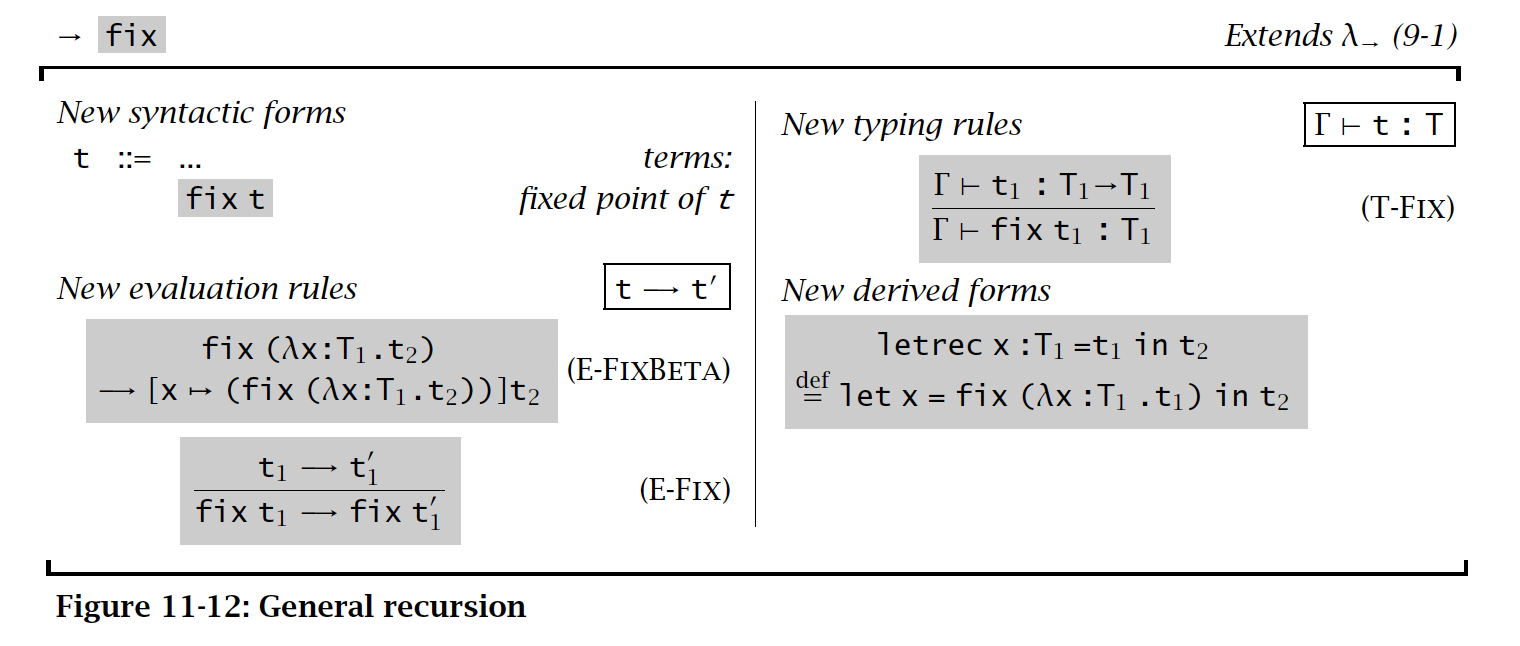 → fix
Extends λ→ (9-1)
New syntactic forms
t ::= ...
terms:
fix t
fixed point of t
New evaluation rules
t ⟶ t′
fix (λx:T₁.t₂)
⟶ [x ↦ (fix (λx:T₁.t₂))]t₂
(E-FIXBETA)
t₁ ⟶ t₁′
fix t₁ ⟶ fix t₁′
(E-FIX)
New typing rules
Γ ⊢ t : T
Γ ⊢ t₁ : T₁→T₁
Γ ⊢ fix t₁ : T₁
(T-FIX)
New derived forms
letrec x:T₁=t₁ in t₂
def
= let x = fix (λx:T₁.t₁) in t₂
Figure 11-12: General recursion